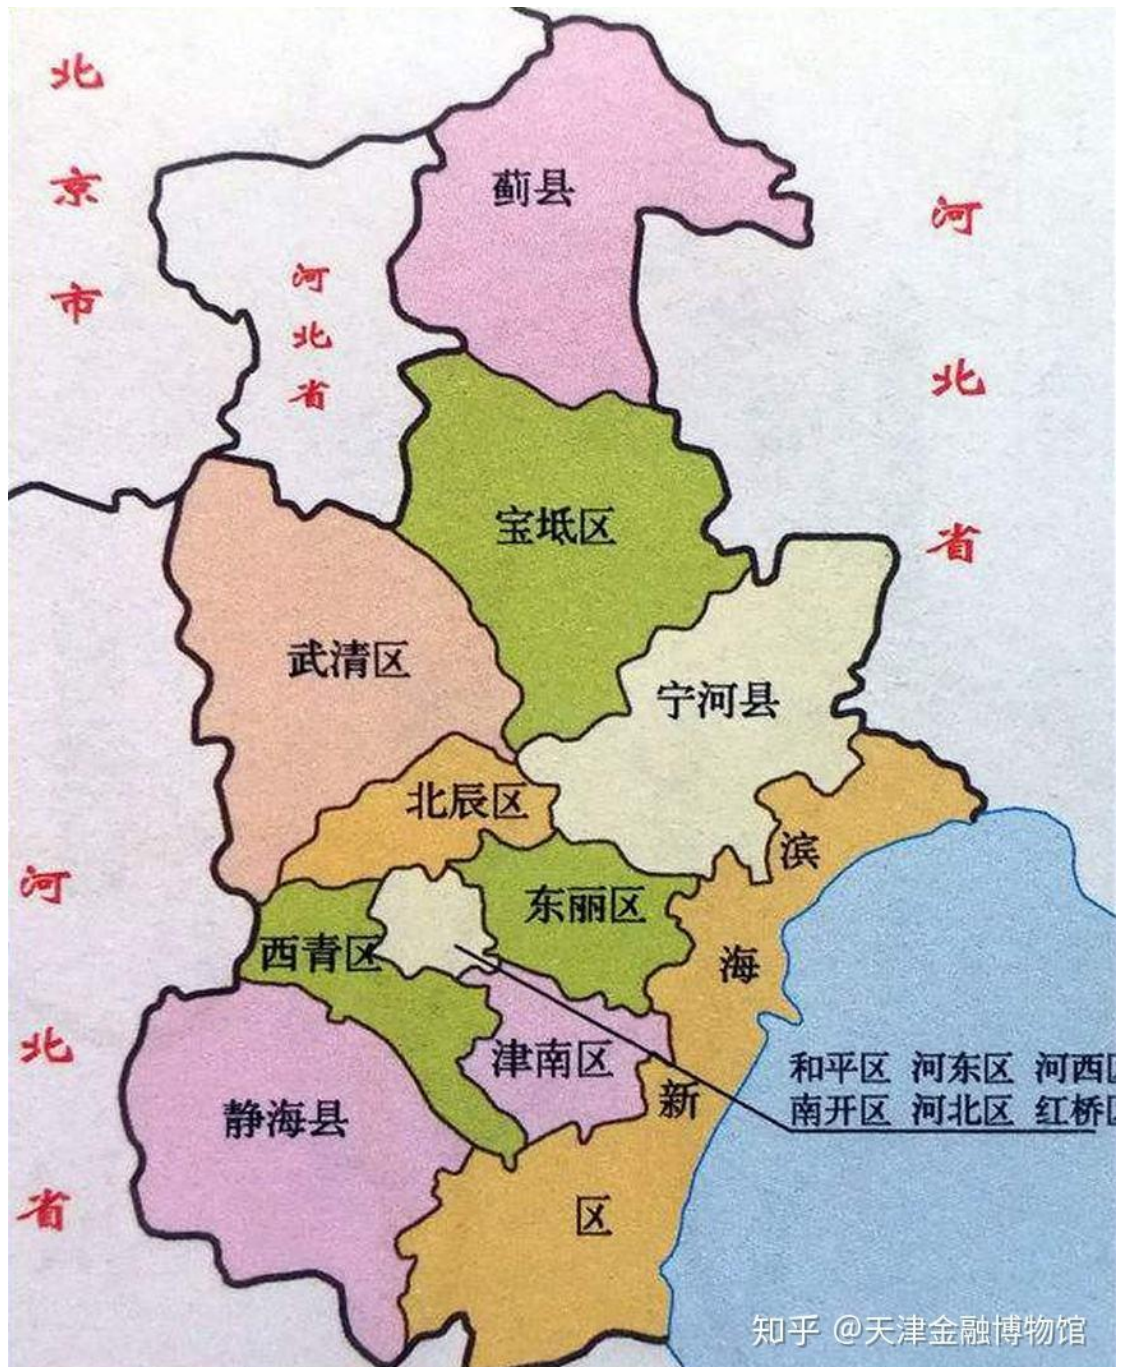 北京市
河北省
河北省
河北省
蓟县
宝坻区
武清区
宁河县
北辰区
滨海新区
东丽区
西青区
津南区
静海县
和平区 河东区 河西区
南开区 河北区 红桥区
知乎 @天津金融博物馆